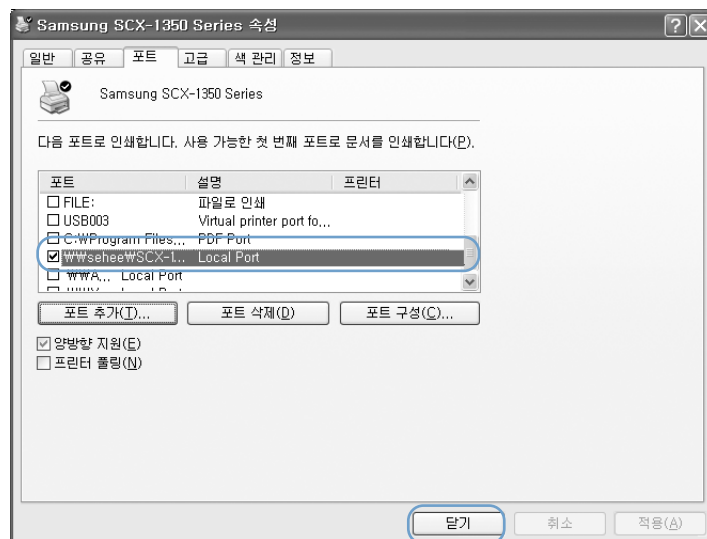 Samsung SCX-1350 Series 속성
일반 공유 포트 고급 색 관리 정보
Samsung SCX-1350 Series
다음 포트로 인쇄합니다. 사용 가능한 첫 번째 포트로 문서를 인쇄합니다(P).
포트 설명 프린터
FILE: 파일로 인쇄
USB003 Virtual printer port fo...
C:₩Program Files... PDF Port
₩₩sehee₩SCX-1... Local Port
₩₩A... Local Port
포트 추가(T)... 포트 삭제(D) 포트 구성(C)...
양방향 지원(E)
프린터 풀링(N)
닫기 취소 적용(A)